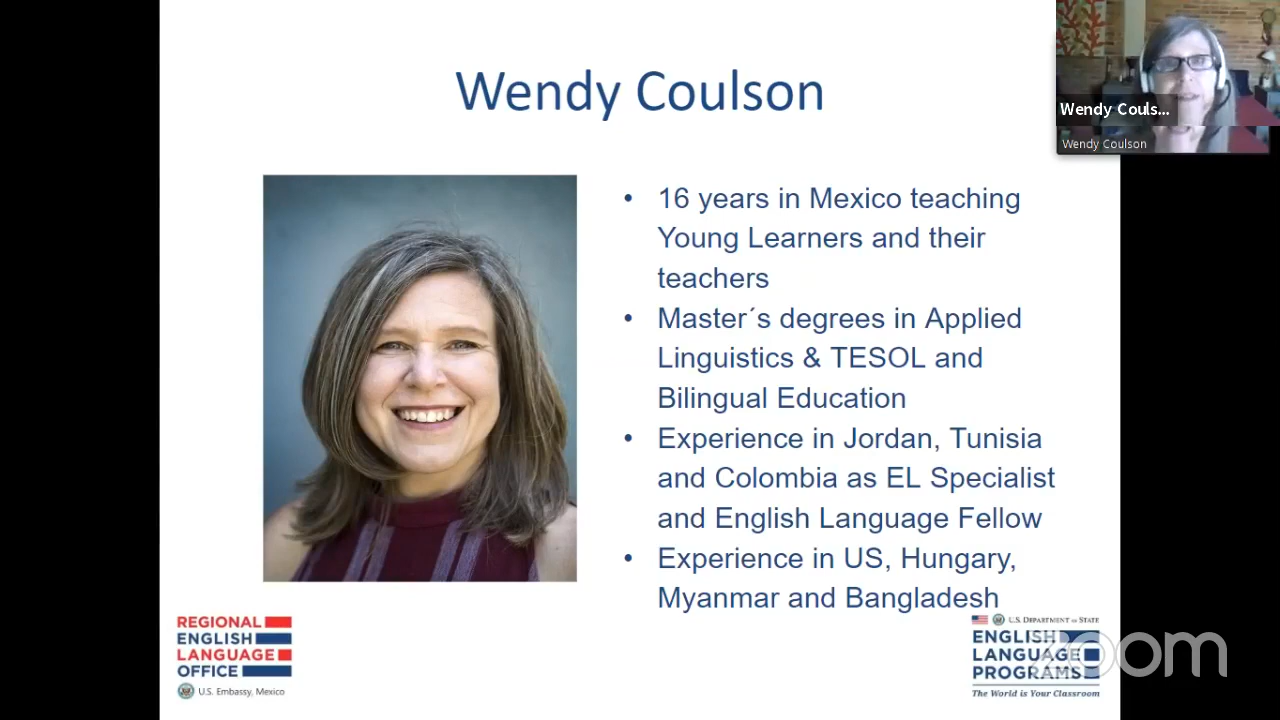 Wendy Coulson
Wendy Couls...
Wendy Coulson
• 16 years in Mexico teaching
Young Learners and their
teachers
• Master´s degrees in Applied
Linguistics & TESOL and
Bilingual Education
• Experience in Jordan, Tunisia
and Colombia as EL Specialist
and English Language Fellow
• Experience in US, Hungary,
Myanmar and Bangladesh
REGIONAL
ENGLISH
LANGUAGE
OFFICE
U.S. Embassy, Mexico
U.S. DEPARTMENT OF STATE
ENGLISH
LANGUAGE
PROGRAMS
The World is Your Classroom
zoom